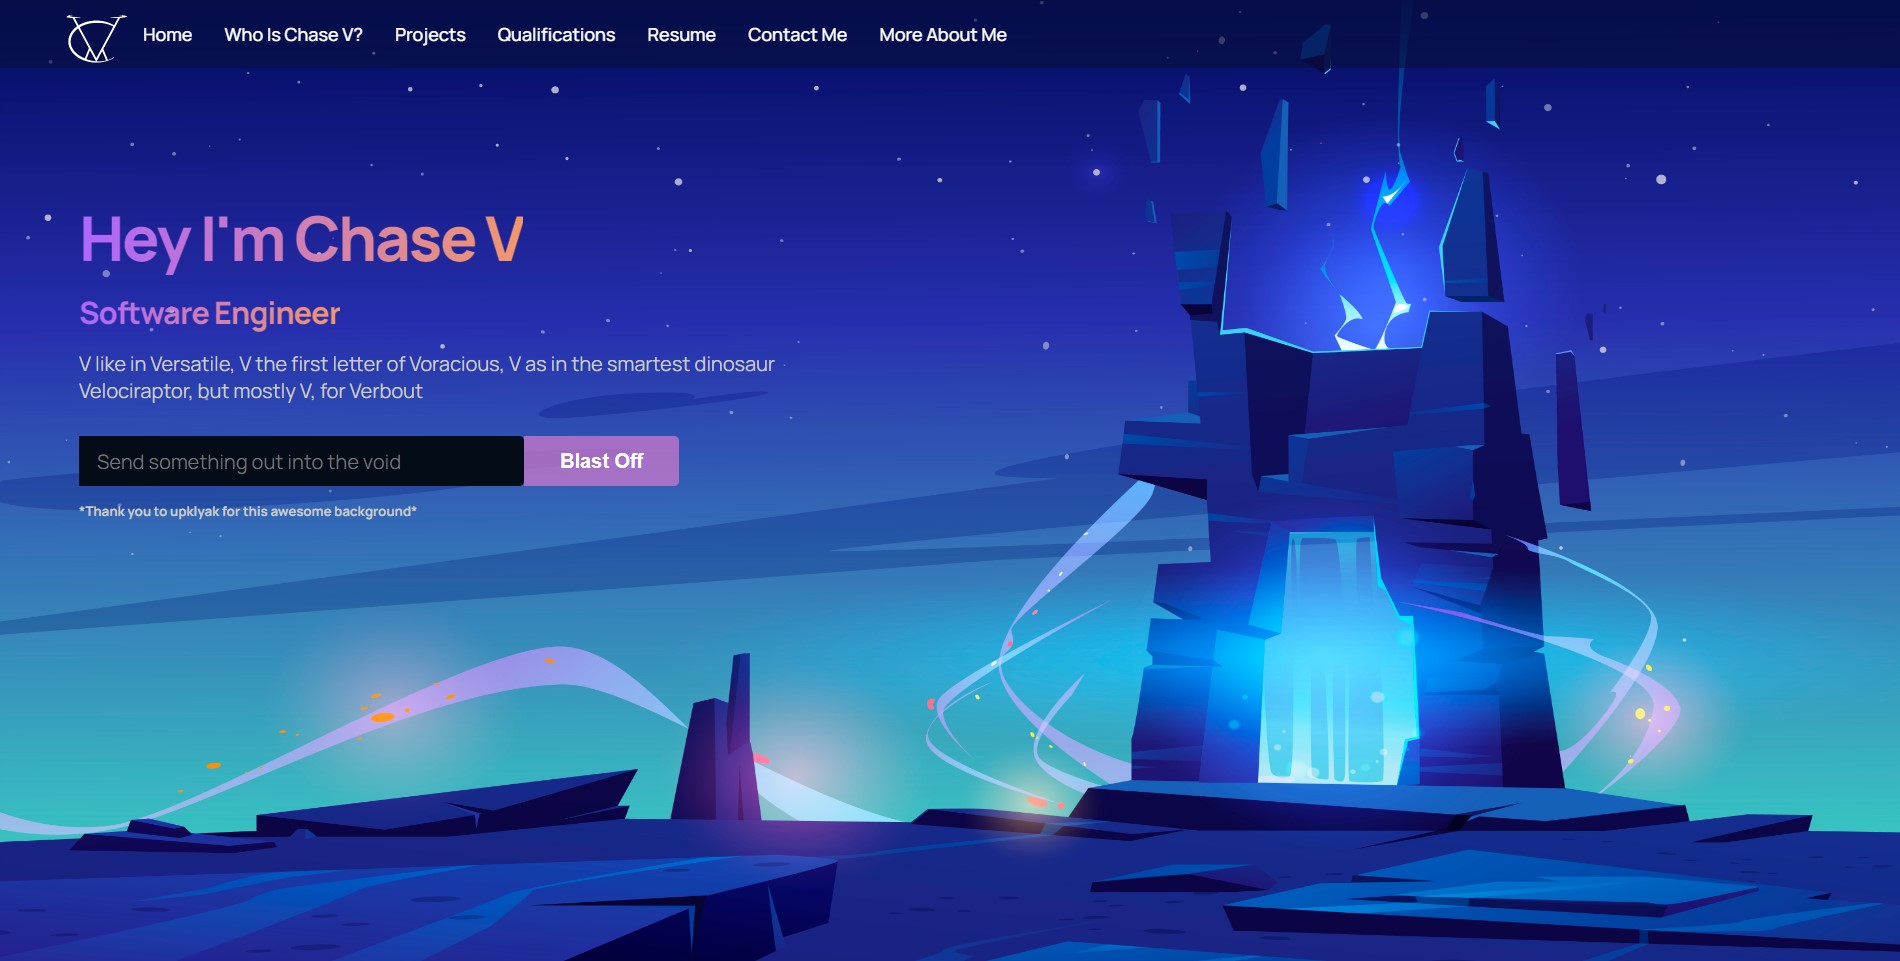 Home Who Is Chase V? Projects Qualifications Resume Contact Me More About Me
Hey I'm Chase V
Software Engineer
V like in Versatile, V the first letter of Voracious, V as in the smartest dinosaur
Velociraptor, but mostly V, for Verbout
Send something out into the void Blast Off
*Thank you to upklyak for this awesome background*